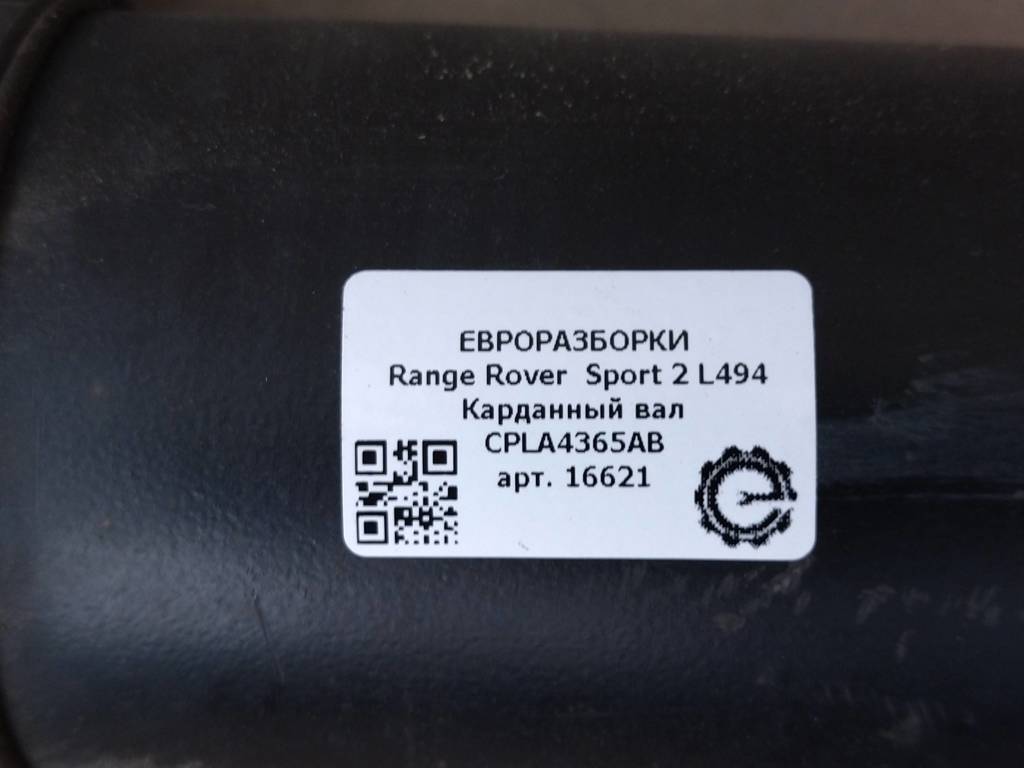 ЕВРОРАЗБОРКИ
Range Rover Sport 2 L494
Карданный вал
CPLA4365AB
арт. 16621